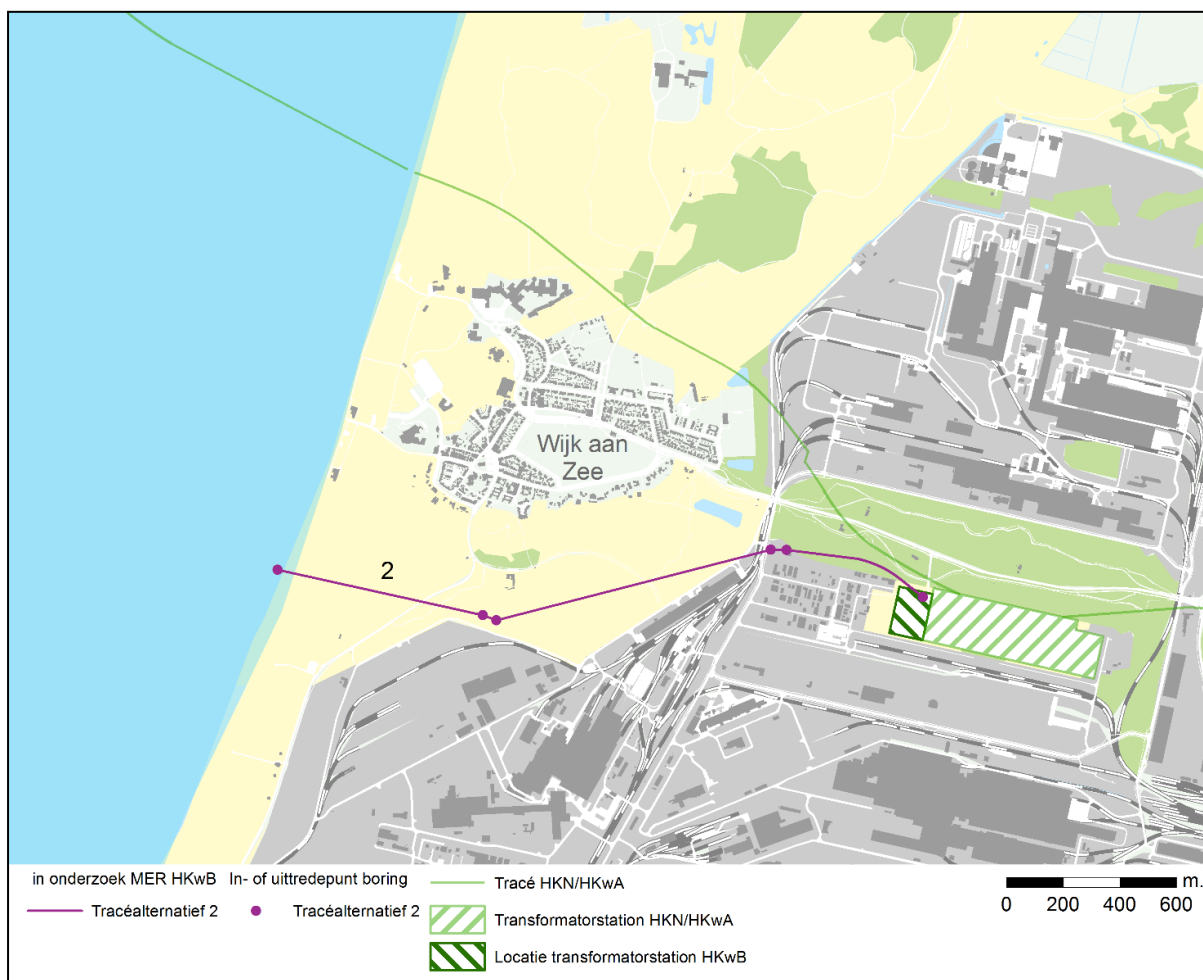 Wijk aan
Zee
2
in onderzoek MER HKwB
In- of uittredepunt boring
Tracéalternatief 2
Tracéalternatief 2
Tracé HKN/HKwA
Transformatorstation HKN/HKwA
Locatie transformatorstation HKwB
m.
0 200 400 600